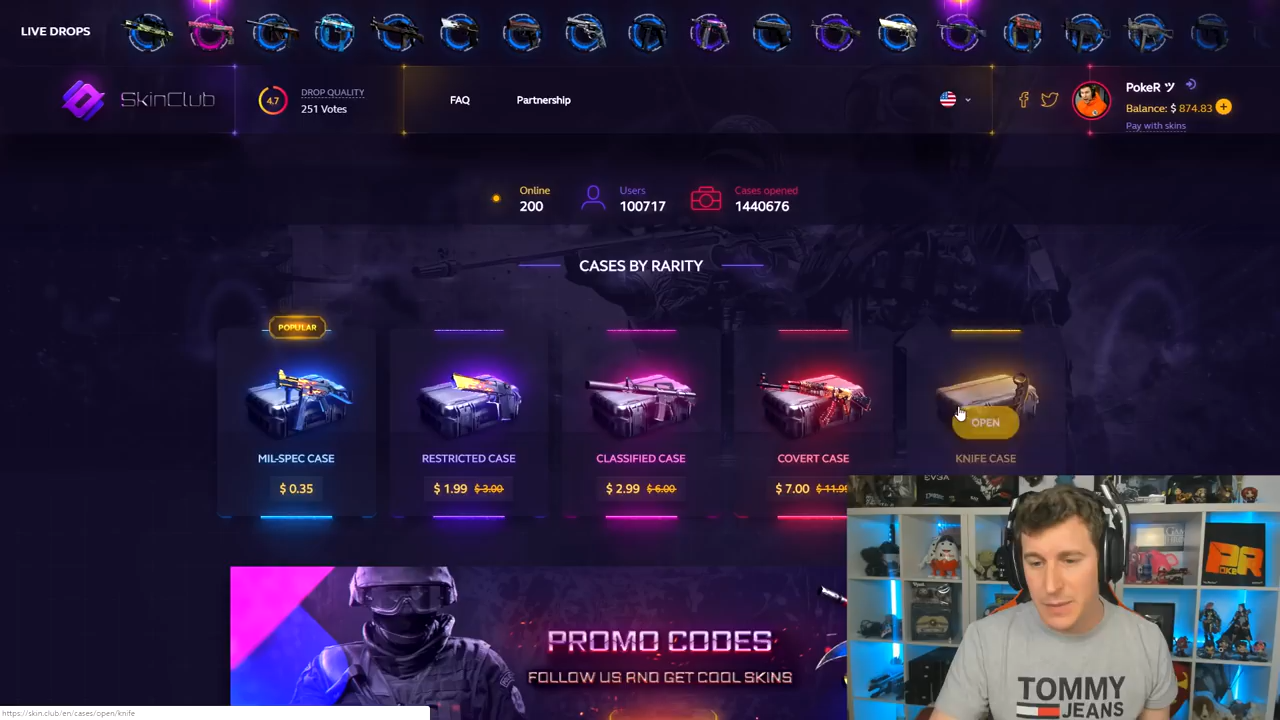 LIVE DROPS
SkinClub
4.7
DROP QUALITY
251 Votes
FAQ
Partnership
PokeR ツ
Balance: $ 874.83
Pay with skins
Online
200
Users
100717
Cases opened
1440676
CASES BY RARITY
POPULAR
OPEN
MIL-SPEC CASE
RESTRICTED CASE
CLASSIFIED CASE
COVERT CASE
KNIFE CASE
$ 0.35
$ 1.99 $ 3.00
$ 2.99 $ 6.00
$ 7.00 $ 11.99
EVGA
PROMO CODES
FOLLOW US AND GET COOL SKINS
TOMMY
JEANS
https://skin.club/en/cases/open/knife